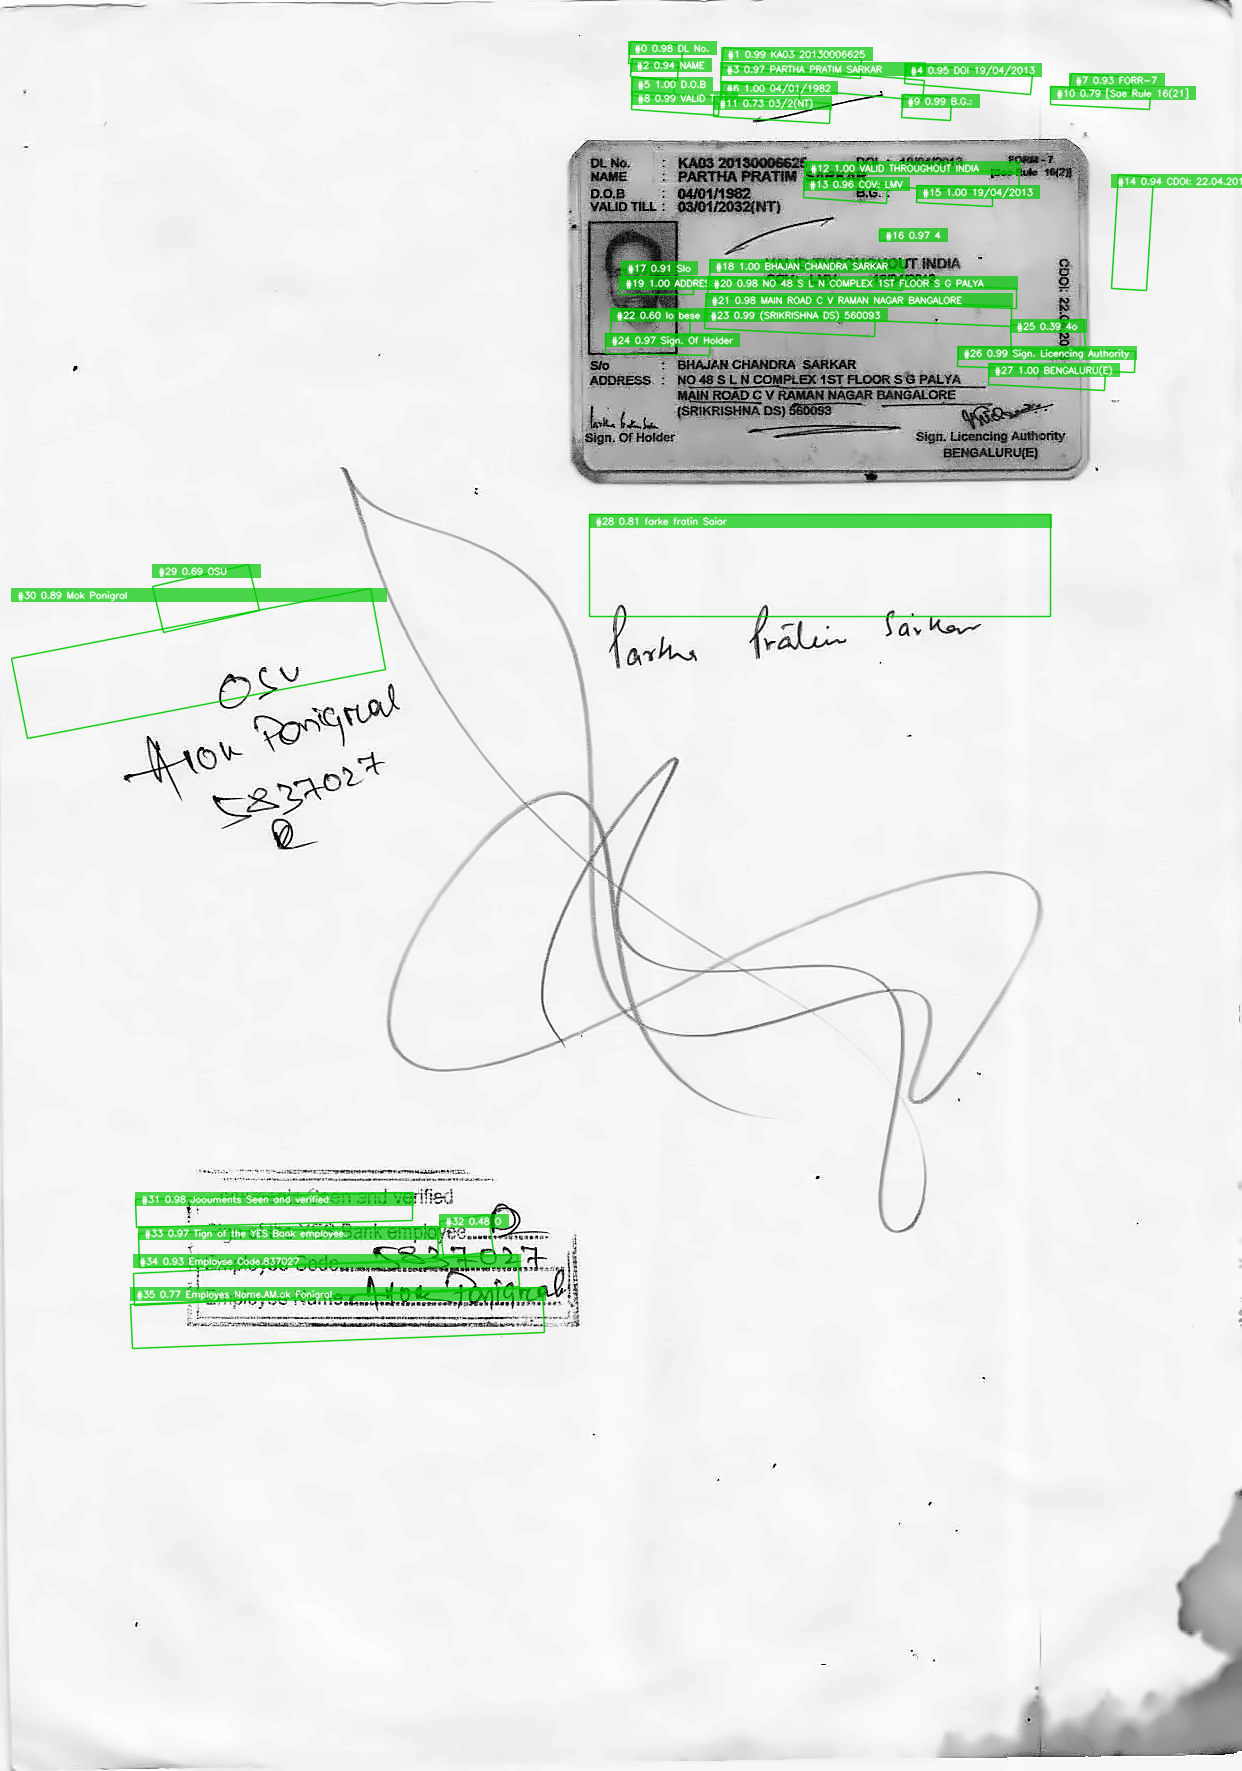 #0 0.98 DL No. #1 0.99 KA03 20130006625
#2 0.94 NAME #3 0.97 PARTHA PRATIM SARKAR #4 0.95 DOI 19/04/2013
#5 1.00 D.O.B #6 1.00 04/01/1982 #7 0.93 FORR-7
#8 0.99 VALID T #11 0.73 03/2(NT) #9 0.99 B.G.: #10 0.79 [Sae Rule 16(21]
DL No. : KA03 20130006625 FORM - 7
NAME : PARTHA PRATIM #12 1.00 VALID THROUGHOUT INDIA Rule 16(2)]
#13 0.96 COV: LMV #14 0.94 CDOI: 22.04.201
D.O.B : 04/01/1982 B.G. : #15 1.00 19/04/2013
VALID TILL : 03/01/2032(NT)
#16 0.97 4
#17 0.91 Slo #18 1.00 BHAJAN CHANDRA SARKAR OUT INDIA
#19 1.00 ADDRES #20 0.98 NO 48 S L N COMPLEX 1ST FLOOR S G PALYA
#21 0.98 MAIN ROAD C V RAMAN NAGAR BANGALORE
CDOI: 22.
#22 0.60 lo bese #23 0.99 (SRIKRISHNA DS) 560093
#25 0.39 4o
#24 0.97 Sign. Of Holder
#26 0.99 Sign. Licencing Authority
#27 1.00 BENGALURU(E)
S/o : BHAJAN CHANDRA SARKAR
ADDRESS : NO 48 S L N COMPLEX 1ST FLOOR S G PALYA
MAIN ROAD C V RAMAN NAGAR BANGALORE
(SRIKRISHNA DS) 560093
Sign. Of Holder Sign. Licencing Authority
BENGALURU(E)
#28 0.81 farke fratin Saiar
#29 0.69 OSU
#30 0.89 Mok Ponigral
Partha Pratim Sarkar
OSV
Alok Ponigral
5837027
#31 0.98 Joouments Seen and verified
and verified
#32 0.48 0
#33 0.97 Tign of the YES Bank employee.
Bank employee
#34 0.93 Employse Code.837027
5837027
#35 0.77 Employes Name.AM.ok Fonigral
Alok Ponigral